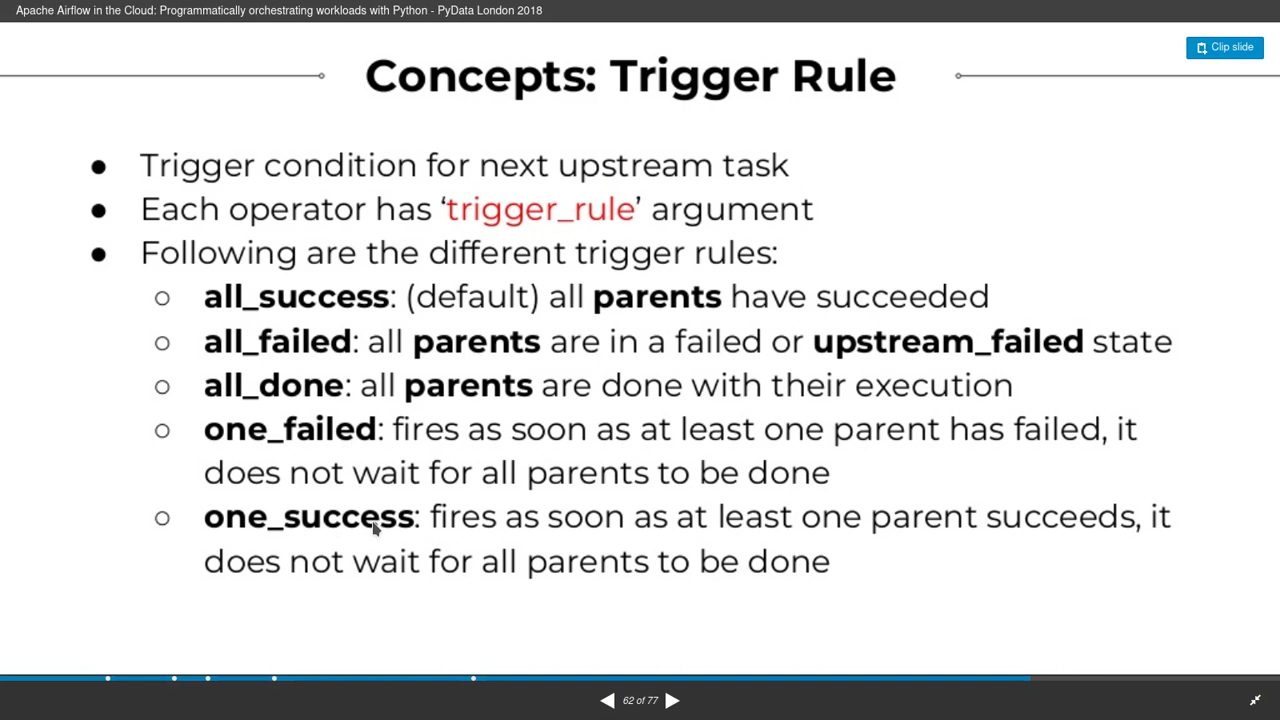 Apache Airflow in the Cloud: Programmatically orchestrating workloads with Python - PyData London 2018
Clip slide
Concepts: Trigger Rule
● Trigger condition for next upstream task
● Each operator has ‘trigger_rule’ argument
● Following are the different trigger rules:
○ all_success: (default) all parents have succeeded
○ all_failed: all parents are in a failed or upstream_failed state
○ all_done: all parents are done with their execution
○ one_failed: fires as soon as at least one parent has failed, it
does not wait for all parents to be done
○ one_success: fires as soon as at least one parent succeeds, it
does not wait for all parents to be done
62 of 77